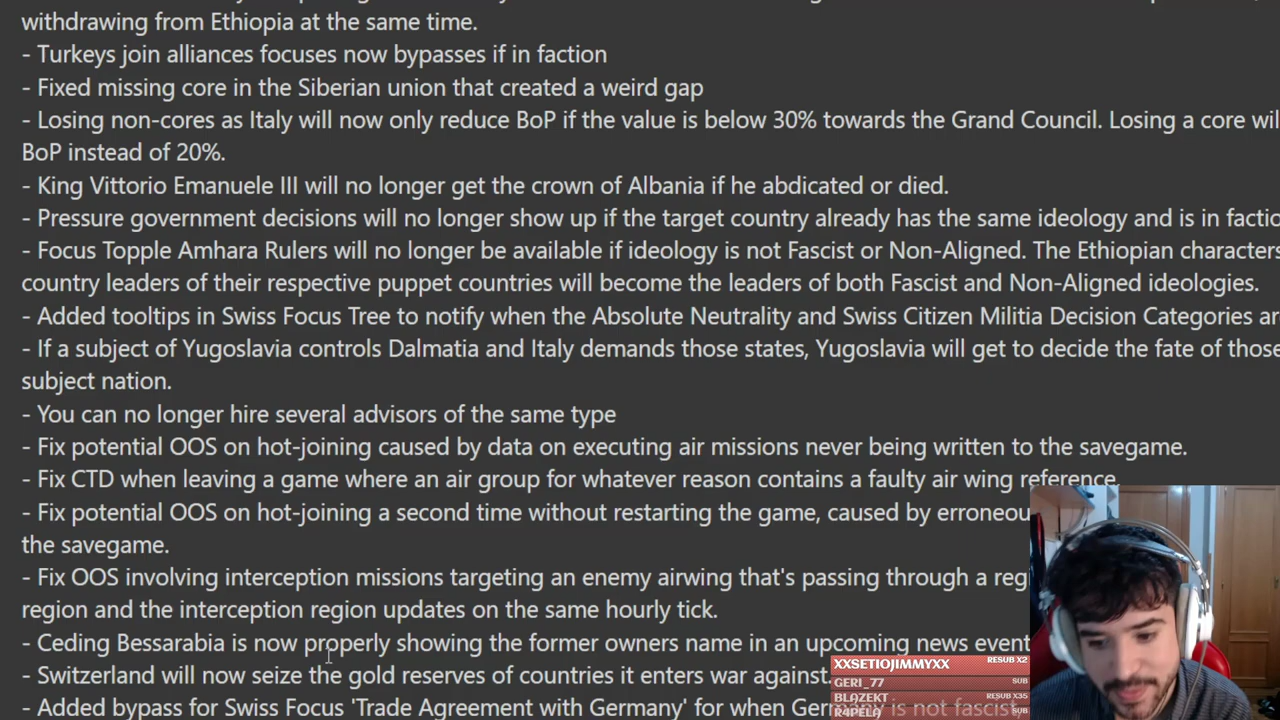 withdrawing from Ethiopia at the same time.
- Turkeys join alliances focuses now bypasses if in faction
- Fixed missing core in the Siberian union that created a weird gap
- Losing non-cores as Italy will now only reduce BoP if the value is below 30% towards the Grand Council. Losing a core wil
BoP instead of 20%.
- King Vittorio Emanuele III will no longer get the crown of Albania if he abdicated or died.
- Pressure government decisions will no longer show up if the target country already has the same ideology and is in factio
- Focus Topple Amhara Rulers will no longer be available if ideology is not Fascist or Non-Aligned. The Ethiopian characters
country leaders of their respective puppet countries will become the leaders of both Fascist and Non-Aligned ideologies.
- Added tooltips in Swiss Focus Tree to notify when the Absolute Neutrality and Swiss Citizen Militia Decision Categories ar
- If a subject of Yugoslavia controls Dalmatia and Italy demands those states, Yugoslavia will get to decide the fate of those
subject nation.
- You can no longer hire several advisors of the same type
- Fix potential OOS on hot-joining caused by data on executing air missions never being written to the savegame.
- Fix CTD when leaving a game where an air group for whatever reason contains a faulty air wing reference.
- Fix potential OOS on hot-joining a second time without restarting the game, caused by erroneou
the savegame.
- Fix OOS involving interception missions targeting an enemy airwing that's passing through a reg
region and the interception region updates on the same hourly tick.
- Ceding Bessarabia is now properly showing the former owners name in an upcoming news event
- Switzerland will now seize the gold reserves of countries it enters war against.
- Added bypass for Swiss Focus 'Trade Agreement with Germany' for when Germany is not fascist.
XXSETIOJIMMYXX RESUB X2
GERI_77 SUB
BLAZEKT RESUB X35
R4PELA SUB